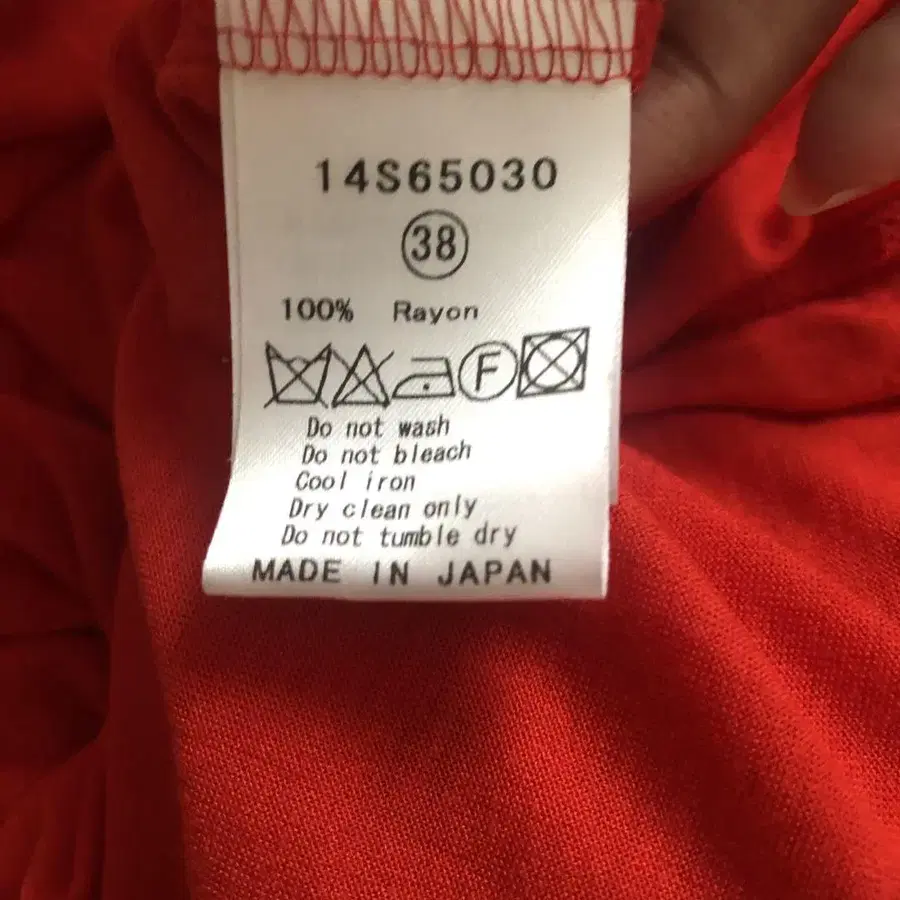 14S65030
38
100% Rayon
F
Do not wash
Do not bleach
Cool iron
Dry clean only
Do not tumble dry
MADE IN JAPAN